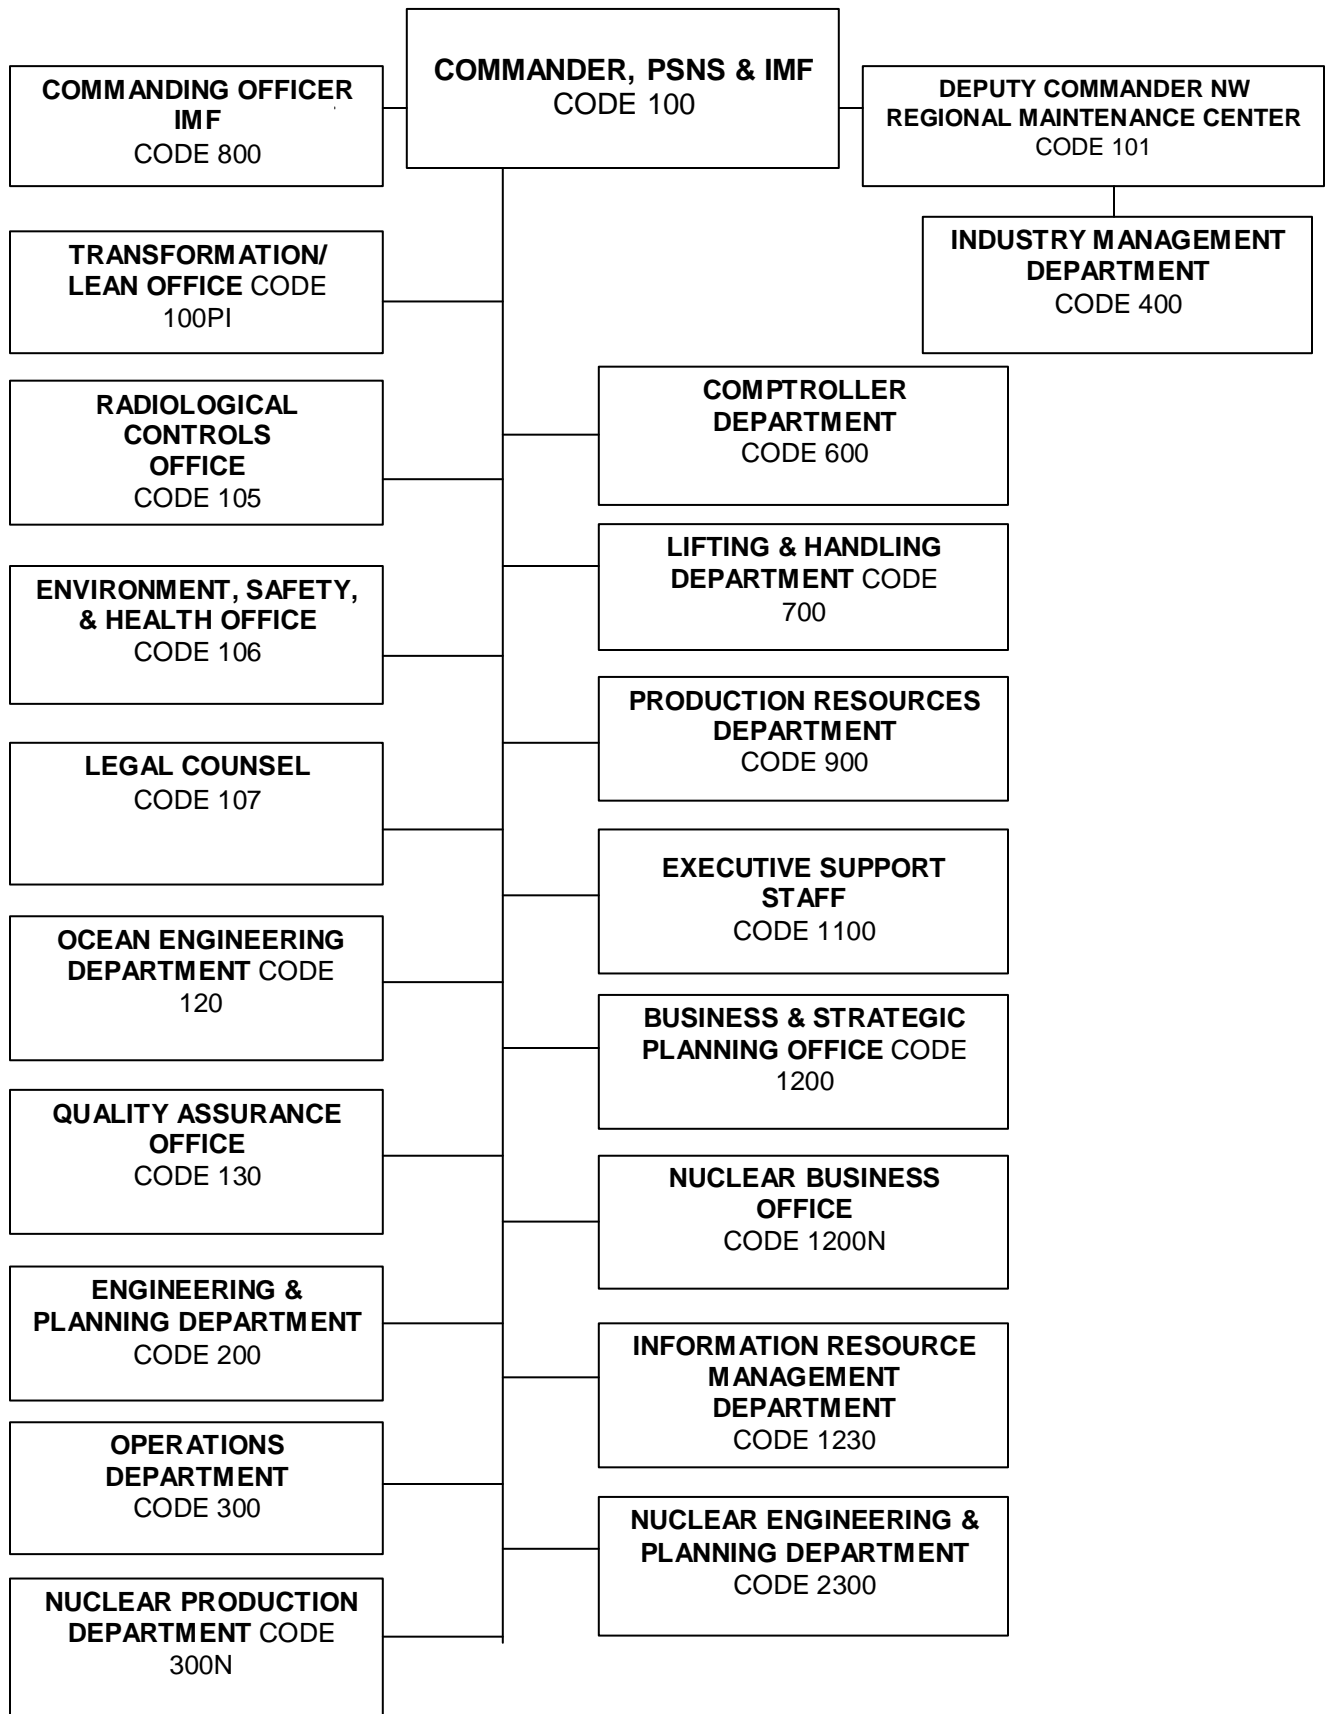 COMMANDER, PSNS & IMF
CODE 100
COMMANDING OFFICER
IMF
CODE 800
DEPUTY COMMANDER NW
REGIONAL MAINTENANCE CENTER
CODE 101
INDUSTRY MANAGEMENT
DEPARTMENT
CODE 400
TRANSFORMATION/
LEAN OFFICE CODE
100PI
RADIOLOGICAL
CONTROLS
OFFICE
CODE 105
ENVIRONMENT, SAFETY,
& HEALTH OFFICE
CODE 106
LEGAL COUNSEL
CODE 107
OCEAN ENGINEERING
DEPARTMENT CODE
120
QUALITY ASSURANCE
OFFICE
CODE 130
ENGINEERING &
PLANNING DEPARTMENT
CODE 200
OPERATIONS
DEPARTMENT
CODE 300
NUCLEAR PRODUCTION
DEPARTMENT CODE
300N
COMPTROLLER
DEPARTMENT
CODE 600
LIFTING & HANDLING
DEPARTMENT CODE
700
PRODUCTION RESOURCES
DEPARTMENT
CODE 900
EXECUTIVE SUPPORT
STAFF
CODE 1100
BUSINESS & STRATEGIC
PLANNING OFFICE CODE
1200
NUCLEAR BUSINESS
OFFICE
CODE 1200N
INFORMATION RESOURCE
MANAGEMENT
DEPARTMENT
CODE 1230
NUCLEAR ENGINEERING &
PLANNING DEPARTMENT
CODE 2300